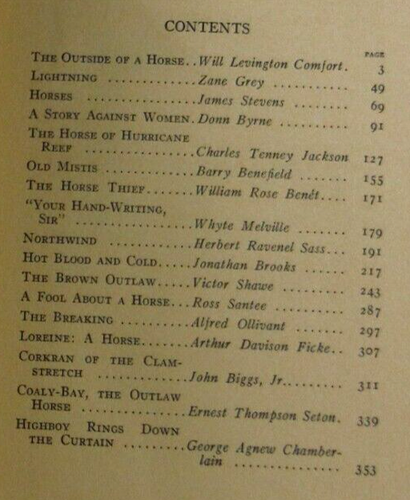 CONTENTS
PAGE
THE OUTSIDE OF A HORSE..Will Levington Comfort. 3
LIGHTNING ............Zane Grey .......... 49
HORSES ..............James Stevens ....... 69
A STORY AGAINST WOMEN.Donn Byrne ......... 91
THE HORSE OF HURRICANE
REEF ...............Charles Tenney Jackson 127
OLD MISTIS ...........Barry Benefield ....... 155
THE HORSE THIEF.......William Rose Benét.... 171
"YOUR HAND-WRITING,
SIR" ................Whyte Melville ....... 179
NORTHWIND ...........Herbert Ravenel Sass... 191
HOT BLOOD AND COLD.....Jonathan Brooks ...... 217
THE BROWN OUTLAW.....Victor Shawe ........ 243
A FOOL ABOUT A HORSE...Ross Santee ......... 287
THE BREAKING .........Alfred Ollivant ....... 297
LOREINE: A HORSE.......Arthur Davison Ficke.. 307
CORKRAN OF THE CLAM-
STRETCH .............John Biggs, Jr........ 311
COALY-BAY, THE OUTLAW
HORSE ..............Ernest Thompson Seton. 339
HIGHBOY RINGS DOWN
THE CURTAIN .........George Agnew Chamber-
lain .............. 353